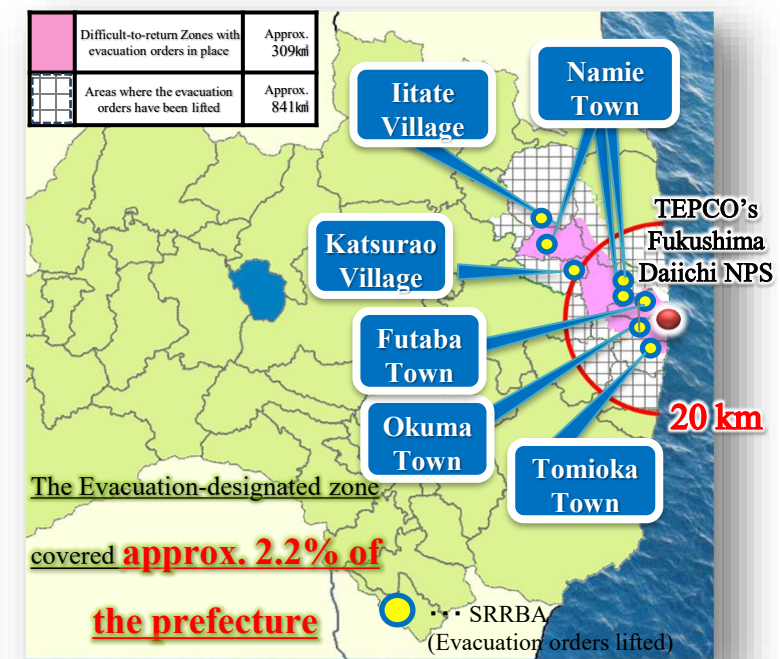 Difficult-to-return Zones with
evacuation orders in place
Approx.
309㎢
Areas where the evacuation
orders have been lifted
Approx.
841㎢
Iitate
Village
Namie
Town
TEPCO’s
Fukushima
Daiichi NPS
Katsurao
Village
Futaba
Town
Okuma
Town
20 km
Tomioka
Town
The Evacuation-designated zone
covered approx. 2.2% of
the prefecture
･･･ SRRBA
(Evacuation orders lifted)